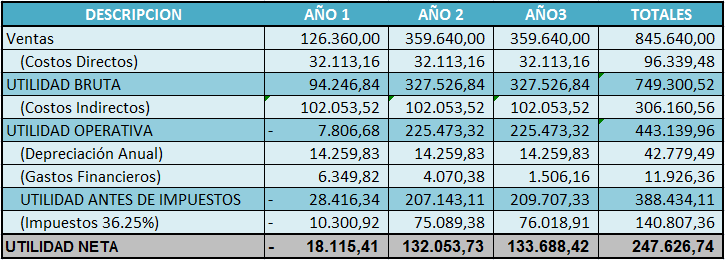 DESCRIPCION AÑO 1 AÑO 2 AÑO3 TOTALES
Ventas 126.360,00 359.640,00 359.640,00 845.640,00
(Costos Directos) 32.113,16 32.113,16 32.113,16 96.339,48
UTILIDAD BRUTA 94.246,84 327.526,84 327.526,84 749.300,52
(Costos Indirectos) 102.053,52 102.053,52 102.053,52 306.160,56
UTILIDAD OPERATIVA - 7.806,68 225.473,32 225.473,32 443.139,96
(Depreciación Anual) 14.259,83 14.259,83 14.259,83 42.779,49
(Gastos Financieros) 6.349,82 4.070,38 1.506,16 11.926,36
UTILIDAD ANTES DE IMPUESTOS - 28.416,34 207.143,11 209.707,33 388.434,11
(Impuestos 36.25%) - 10.300,92 75.089,38 76.018,91 140.807,36
UTILIDAD NETA - 18.115,41 132.053,73 133.688,42 247.626,74